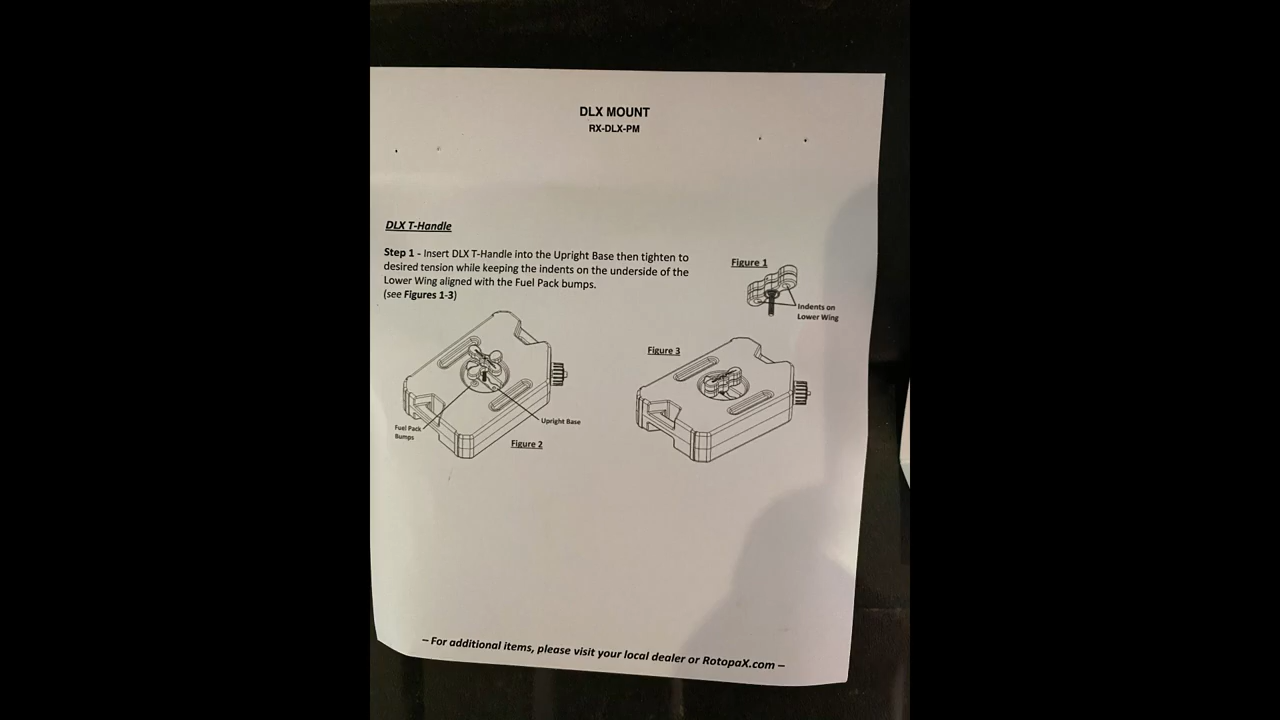 DLX MOUNT
RX-DLX-PM
DLX T-Handle
Step 1 - Insert DLX T-Handle into the Upright Base then tighten to
desired tension while keeping the indents on the underside of the
Lower Wing aligned with the Fuel Pack bumps.
(see Figures 1-3)
Figure 1
Indents on
Lower Wing
Figure 3
Fuel Pack
Bumps
Upright Base
Figure 2
– For additional items, please visit your local dealer or RotopaX.com –